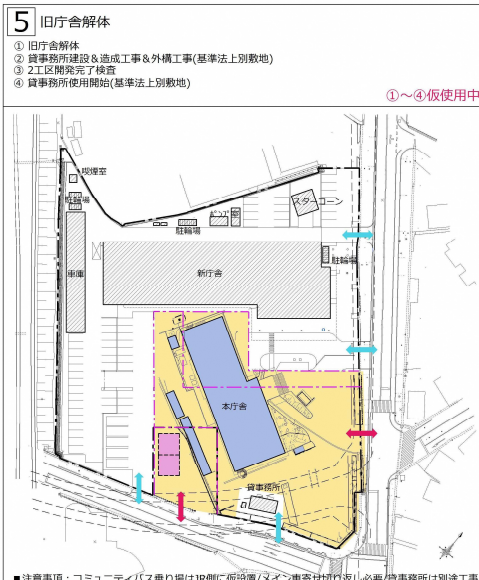 5 旧庁舎解体
① 旧庁舎解体
② 貸事務所建設&造成工事&外構工事(基準法上別敷地)
③ 2工区開発完了検査
④ 貸事務所使用開始(基準法上別敷地)
①～④仮使用中
喫煙室
駐輪場
スターコーン
ポンプ室
駐輪場
駐輪場
車庫
新庁舎
本庁舎
貸事務所
■注意事項:コミュニティバス乗り場はJR側に仮設置/メイン車寄せ切り返し必要/貸事務所は別途工事